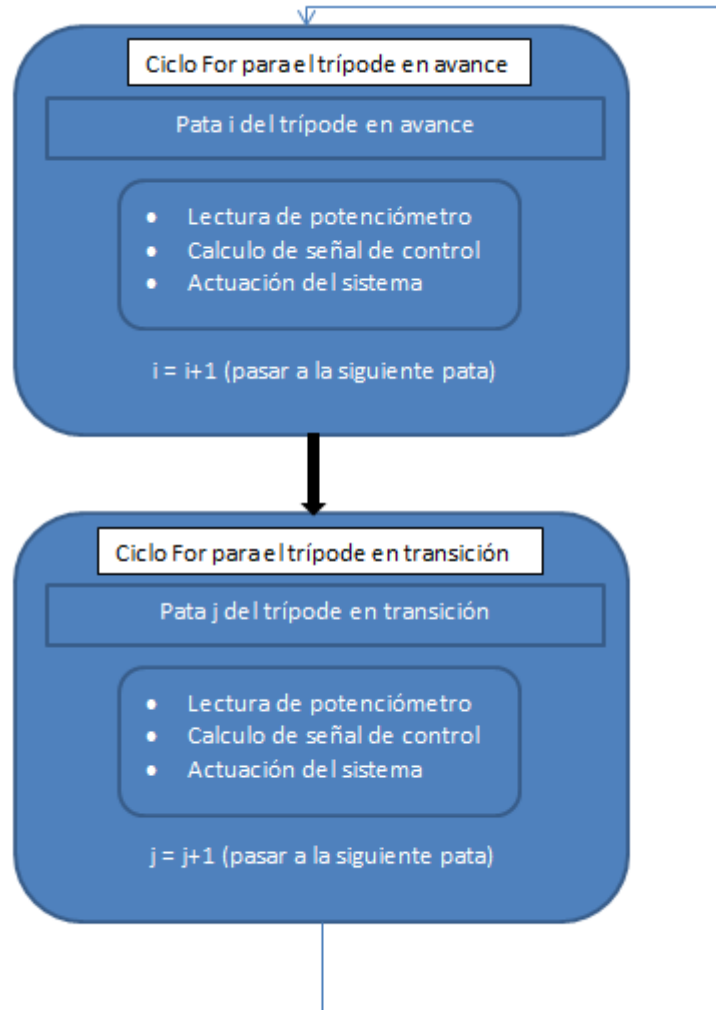 Ciclo For para el trípode en avance
Pata i del trípode en avance
• Lectura de potenciómetro
• Calculo de señal de control
• Actuación del sistema
i = i+1 (pasar a la siguiente pata)
Ciclo For para el trípode en transición
Pata j del trípode en transición
• Lectura de potenciómetro
• Calculo de señal de control
• Actuación del sistema
j = j+1 (pasar a la siguiente pata)